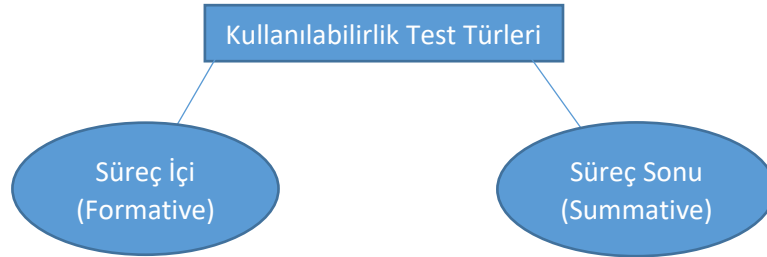 Kullanılabilirlik Test Türleri
Süreç İçi
(Formative)
Süreç Sonu
(Summative)